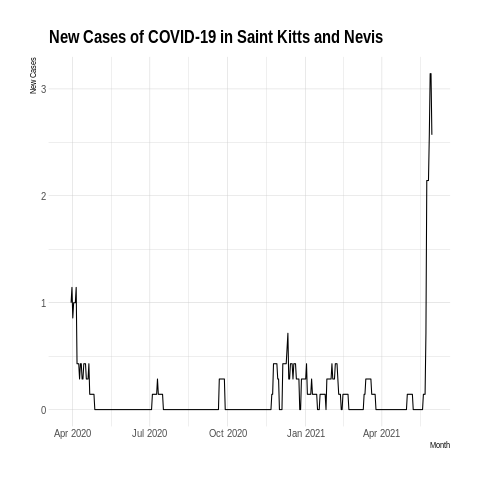 New Cases of COVID-19 in Saint Kitts and Nevis
New Cases
3
2
1
0
Apr 2020 Jul 2020 Oct 2020 Jan 2021 Apr 2021
Month